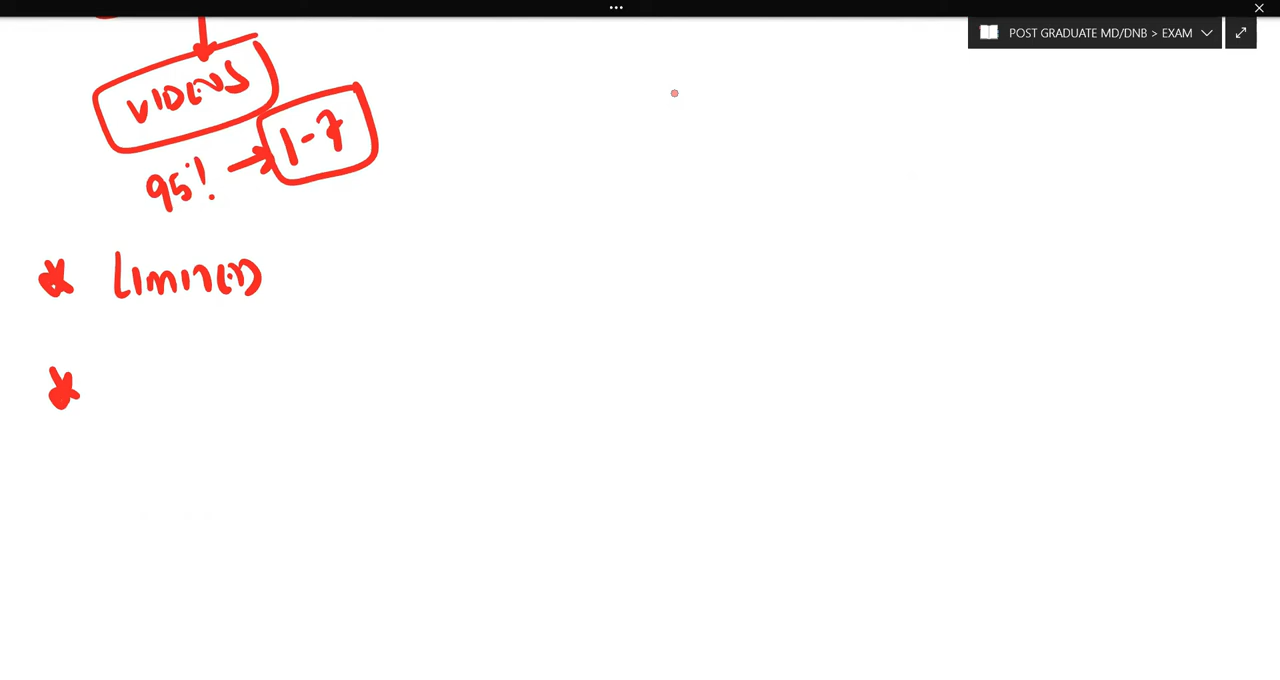 POST GRADUATE MD/DNB > EXAM
VIDEOS
1-7
95%
LIMITED